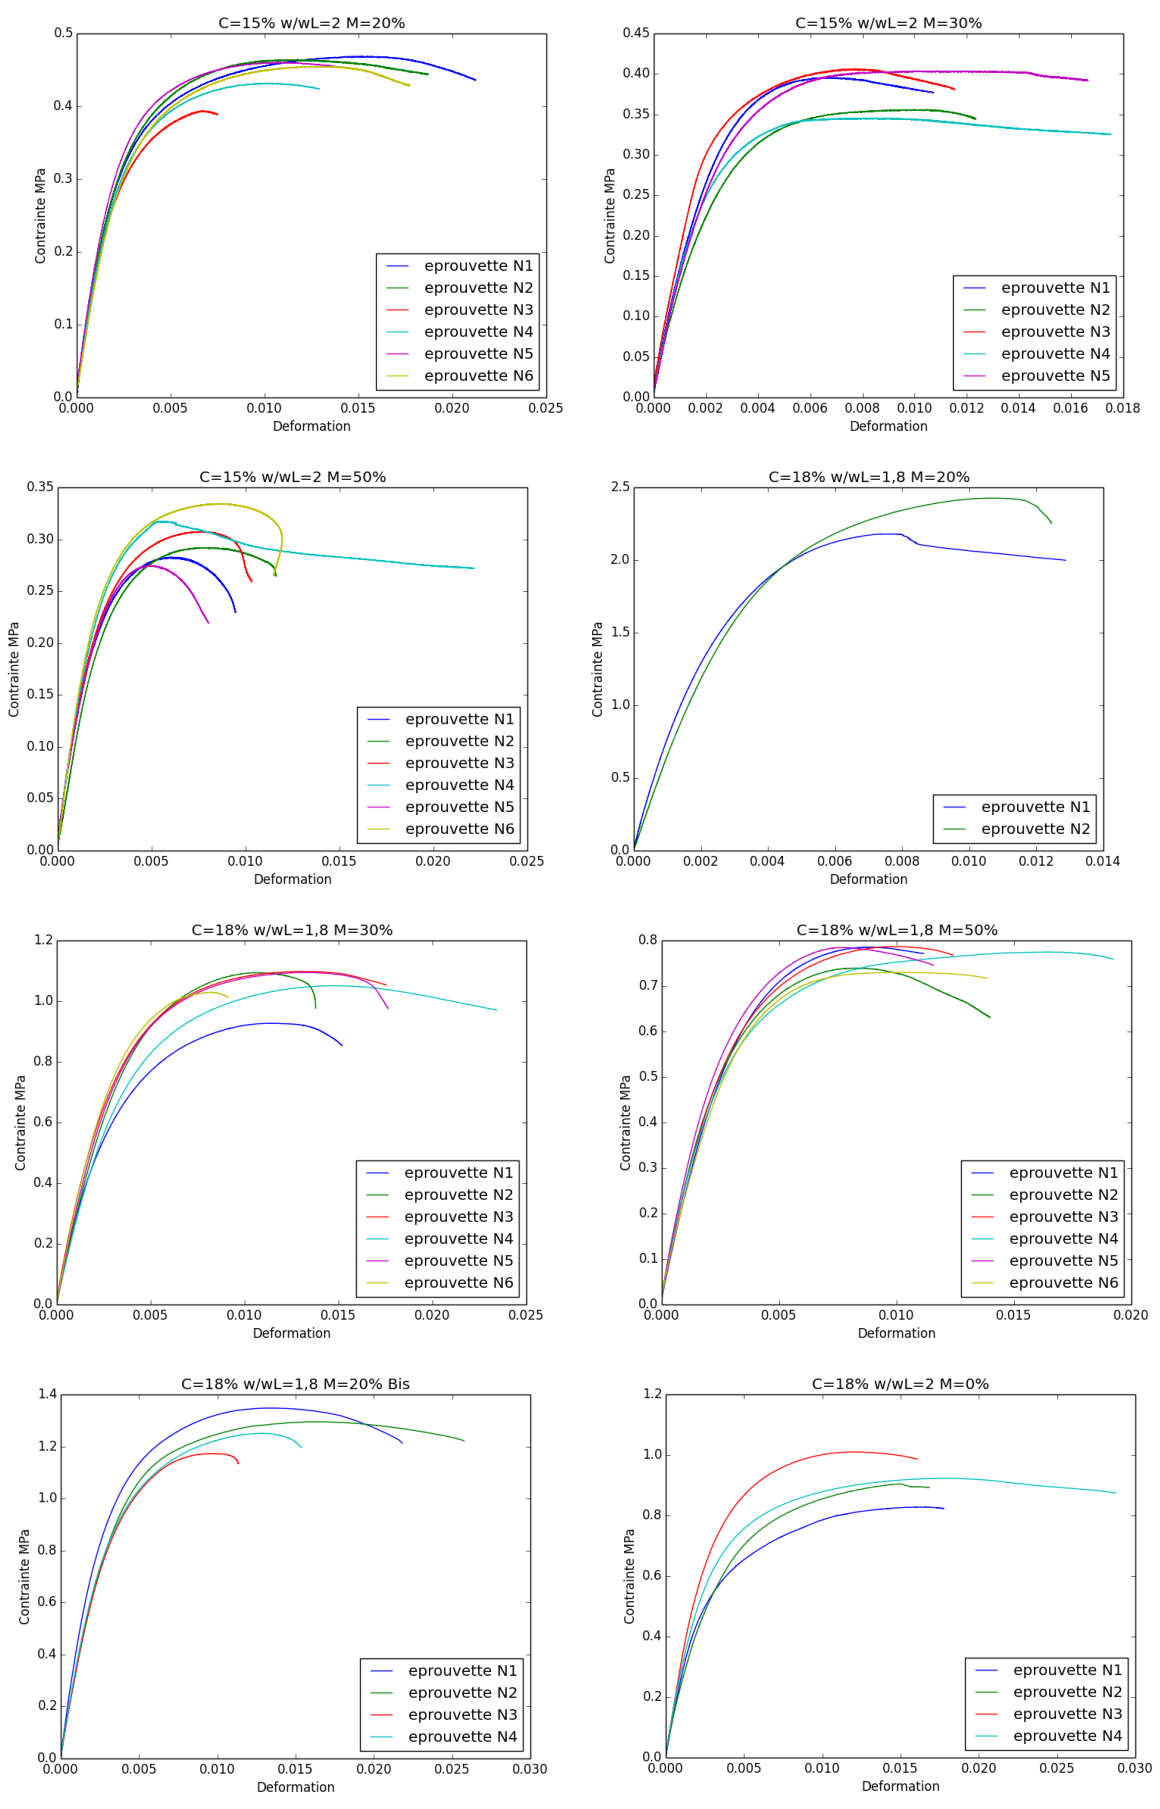 C=15% w/wL=2 M=20%
0.5
0.4
0.3
0.2
0.1
0.0
Contrainte MPa
eprouvette N1
eprouvette N2
eprouvette N3
eprouvette N4
eprouvette N5
eprouvette N6
0.000 0.005 0.010 0.015 0.020 0.025
Deformation
C=15% w/wL=2 M=30%
0.45
0.40
0.35
0.30
0.25
0.20
0.15
0.10
0.05
0.00
Contrainte MPa
eprouvette N1
eprouvette N2
eprouvette N3
eprouvette N4
eprouvette N5
0.000 0.002 0.004 0.006 0.008 0.010 0.012 0.014 0.016 0.018
Deformation
C=15% w/wL=2 M=50%
0.35
0.30
0.25
0.20
0.15
0.10
0.05
0.00
Contrainte MPa
eprouvette N1
eprouvette N2
eprouvette N3
eprouvette N4
eprouvette N5
eprouvette N6
0.000 0.005 0.010 0.015 0.020 0.025
Deformation
C=18% w/wL=1,8 M=20%
2.5
2.0
1.5
1.0
0.5
0.0
Contrainte MPa
eprouvette N1
eprouvette N2
0.000 0.002 0.004 0.006 0.008 0.010 0.012 0.014
Deformation
C=18% w/wL=1,8 M=30%
1.2
1.0
0.8
0.6
0.4
0.2
0.0
Contrainte MPa
eprouvette N1
eprouvette N2
eprouvette N3
eprouvette N4
eprouvette N5
eprouvette N6
0.000 0.005 0.010 0.015 0.020 0.025
Deformation
C=18% w/wL=1,8 M=50%
0.8
0.7
0.6
0.5
0.4
0.3
0.2
0.1
0.0
Contrainte MPa
eprouvette N1
eprouvette N2
eprouvette N3
eprouvette N4
eprouvette N5
eprouvette N6
0.000 0.005 0.010 0.015 0.020
Deformation
C=18% w/wL=1,8 M=20% Bis
1.4
1.2
1.0
0.8
0.6
0.4
0.2
0.0
Contrainte MPa
eprouvette N1
eprouvette N2
eprouvette N3
eprouvette N4
0.000 0.005 0.010 0.015 0.020 0.025 0.030
Deformation
C=18% w/wL=2 M=0%
1.2
1.0
0.8
0.6
0.4
0.2
0.0
Contrainte MPa
eprouvette N1
eprouvette N2
eprouvette N3
eprouvette N4
0.000 0.005 0.010 0.015 0.020 0.025 0.030
Deformation